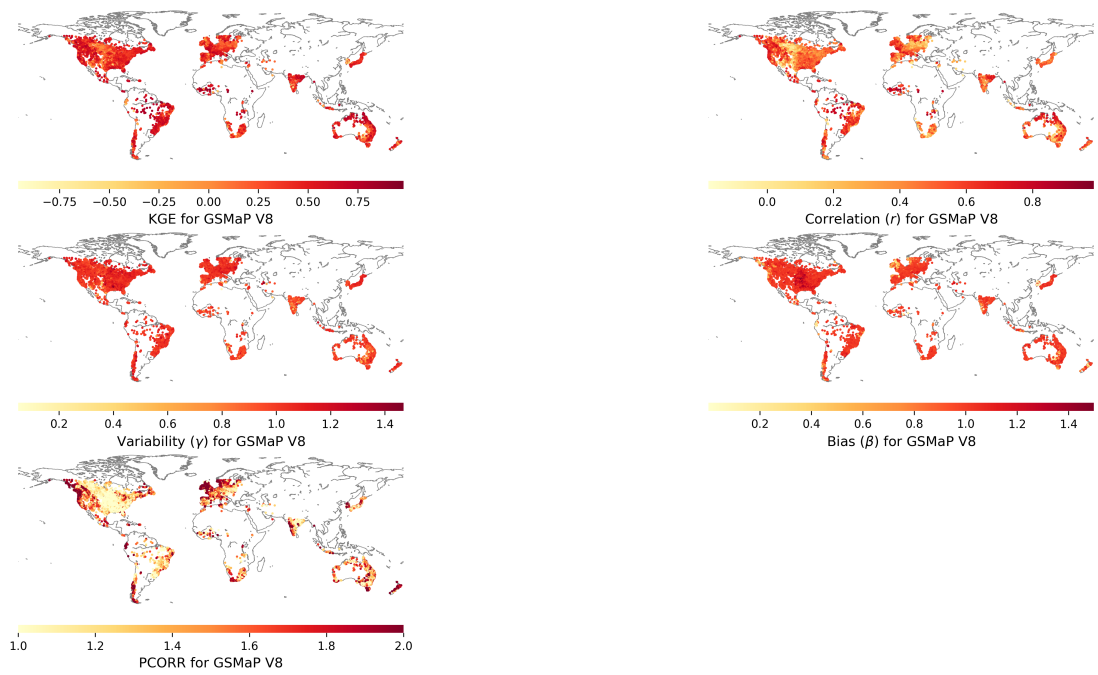 −0.75 −0.50 −0.25 0.00 0.25 0.50 0.75
KGE for GSMaP V8
0.0 0.2 0.4 0.6 0.8
Correlation (r) for GSMaP V8
0.2 0.4 0.6 0.8 1.0 1.2 1.4
Variability (γ) for GSMaP V8
0.2 0.4 0.6 0.8 1.0 1.2 1.4
Bias (β) for GSMaP V8
1.0 1.2 1.4 1.6 1.8 2.0
PCORR for GSMaP V8